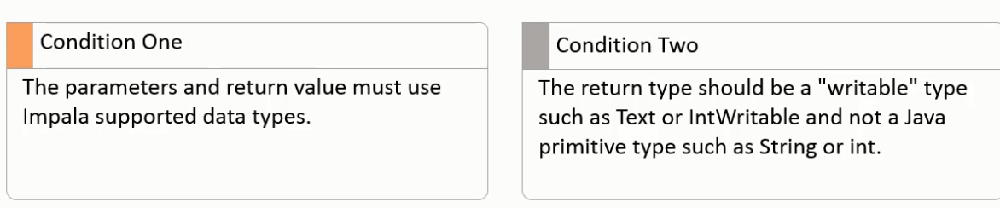 Condition One
The parameters and return value must use
Impala supported data types.
Condition Two
The return type should be a "writable" type
such as Text or IntWritable and not a Java
primitive type such as String or int.